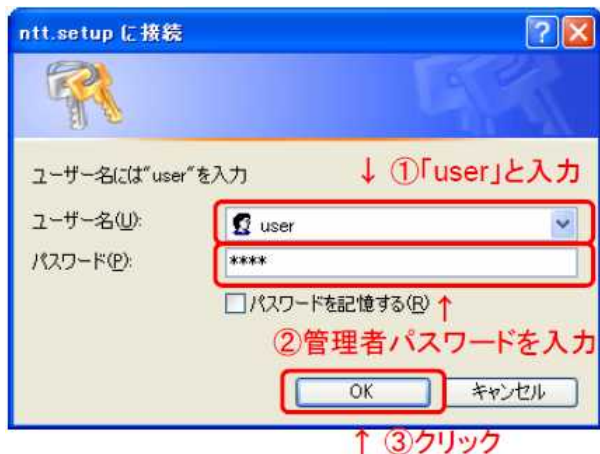 ntt.setup に接続
ユーザー名には"user"を入力
↓ ①「user」と入力
ユーザー名(U):
user
パスワード(P):
****
パスワードを記憶する(R) ↑
②管理者パスワードを入力
OK
キャンセル
↑ ③クリック